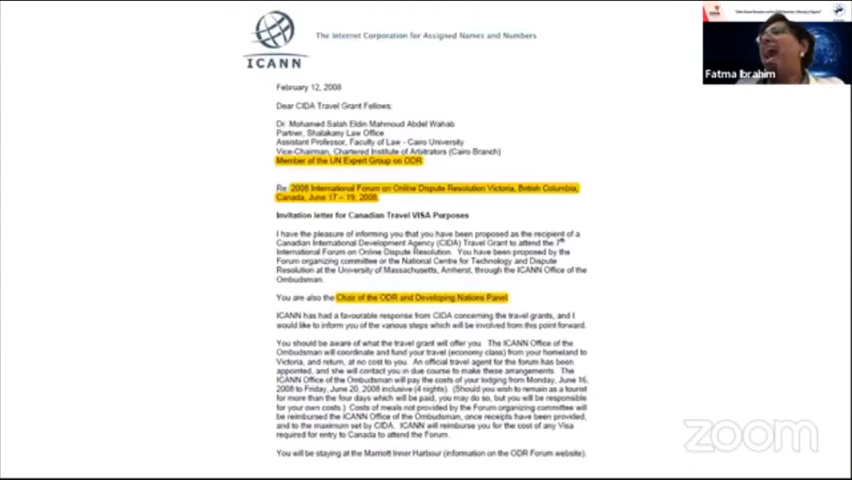 ICANN
The Internet Corporation for Assigned Names and Numbers
February 12, 2008
Dear CIDA Travel Grant Fellows:
Dr. Mohamed Salah Eldin Mahmoud Abdel Wahab
Partner, Shalakany Law Office
Assistant Professor, Faculty of Law - Cairo University
Vice-Chairman, Chartered Institute of Arbitrators (Cairo Branch)
Member of the UN Expert Group on ODR
Re: 2008 International Forum on Online Dispute Resolution Victoria, British Columbia,
Canada, June 17 – 19, 2008.
Invitation letter for Canadian Travel VISA Purposes
I have the pleasure of informing you that you have been proposed as the recipient of a
Canadian International Development Agency (CIDA) Travel Grant to attend the 7th
International Forum on Online Dispute Resolution. You have been proposed by the
Forum organizing committee or the National Centre for Technology and Dispute
Resolution at the University of Massachusetts, Amherst, through the ICANN Office of the
Ombudsman.
You are also the Chair of the ODR and Developing Nations Panel.
ICANN has had a favourable response from CIDA concerning the travel grants, and I
would like to inform you of the various steps which will be involved from this point forward.
You should be aware of what the travel grant will offer you. The ICANN Office of the
Ombudsman will coordinate and fund your travel (economy class) from your homeland to
Victoria, and return, at no cost to you. An official travel agent for the forum has been
appointed, and she will contact you in due course to make these arrangements. The
ICANN Office of the Ombudsman will pay the costs of your lodging from Monday, June 16,
2008 to Friday, June 20, 2008 inclusive (4 nights). (Should you wish to remain as a tourist
for more than the four days which will be paid, you may do so, but you will be responsible
for your own costs.) Costs of meals not provided by the Forum organizing committee will
be reimbursed the ICANN Office of the Ombudsman, once receipts have been provided,
and to the maximum set by CIDA. ICANN will reimburse you for the cost of any Visa
required for entry to Canada to attend the Forum.
You will be staying at the Marriott Inner Harbour (information on the ODR Forum website).
Fatma Ibrahim
zoom